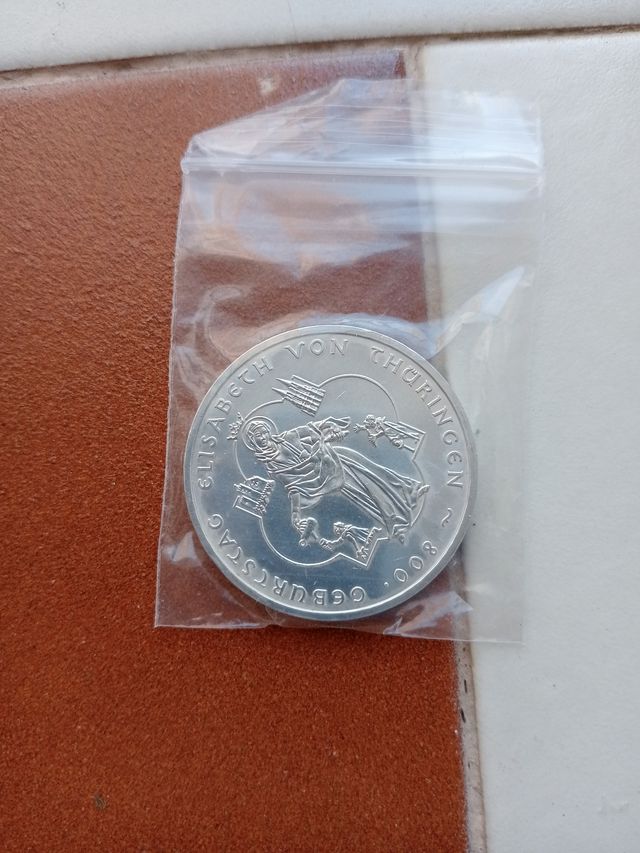 800. GEBURTSTAG ELISABETH VON THÜRINGEN ~